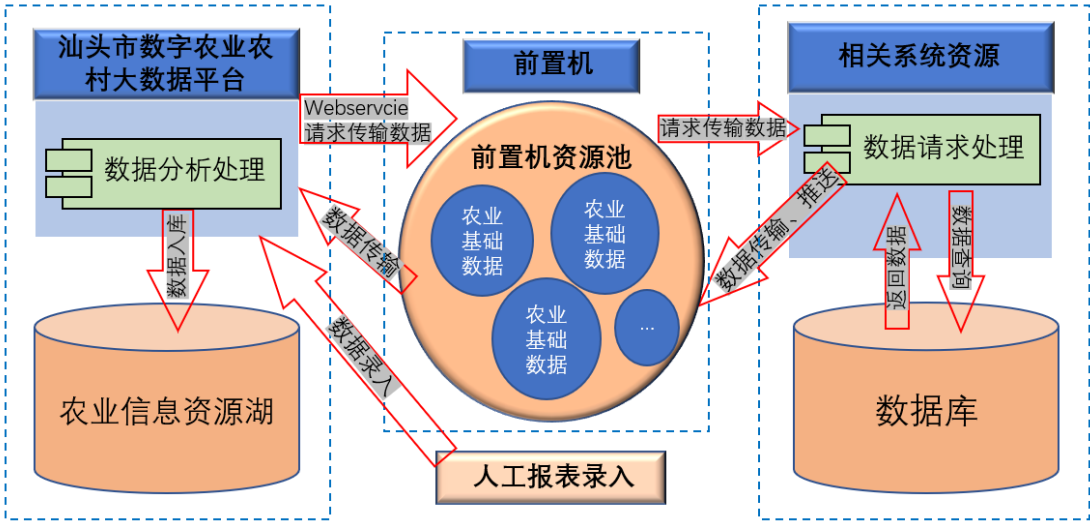 汕头市数字农业农
村大数据平台
数据分析处理
数据入库
农业信息资源湖
Webservcie
请求传输数据
数据传输
数据录入
前置机
前置机资源池
农业
基础
数据
农业
基础
数据
农业
基础
数据
...
人工报表录入
请求传输数据
数据传输、推送
相关系统资源
数据请求处理
返回数据
数据查询
数据库